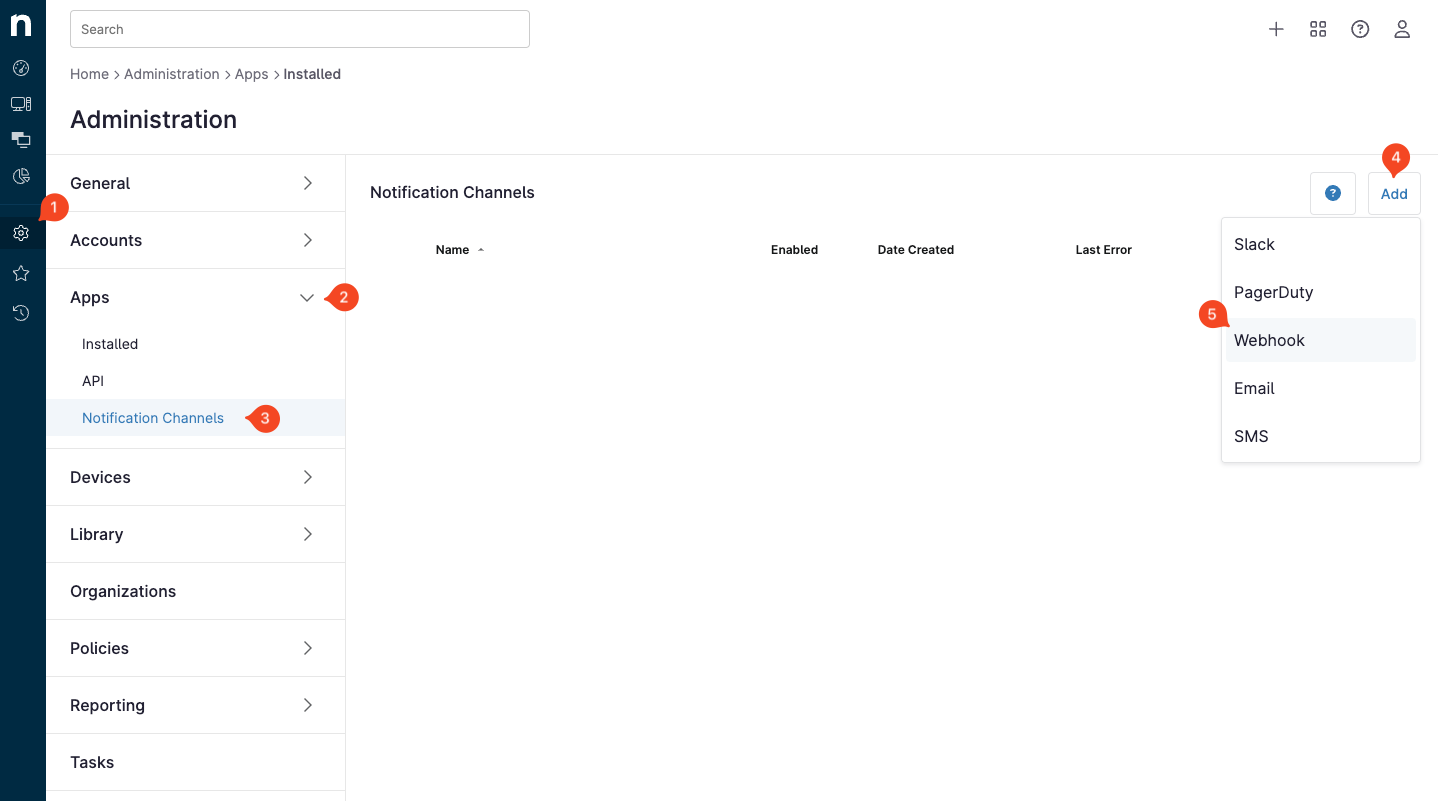 n
Search
Home > Administration > Apps > Installed
Administration
General
Accounts
Apps
Installed
API
Notification Channels
Devices
Library
Organizations
Policies
Reporting
Tasks
1
2
3
Notification Channels
?
Add
4
Name Enabled Date Created Last Error
Slack
PagerDuty
5
Webhook
Email
SMS